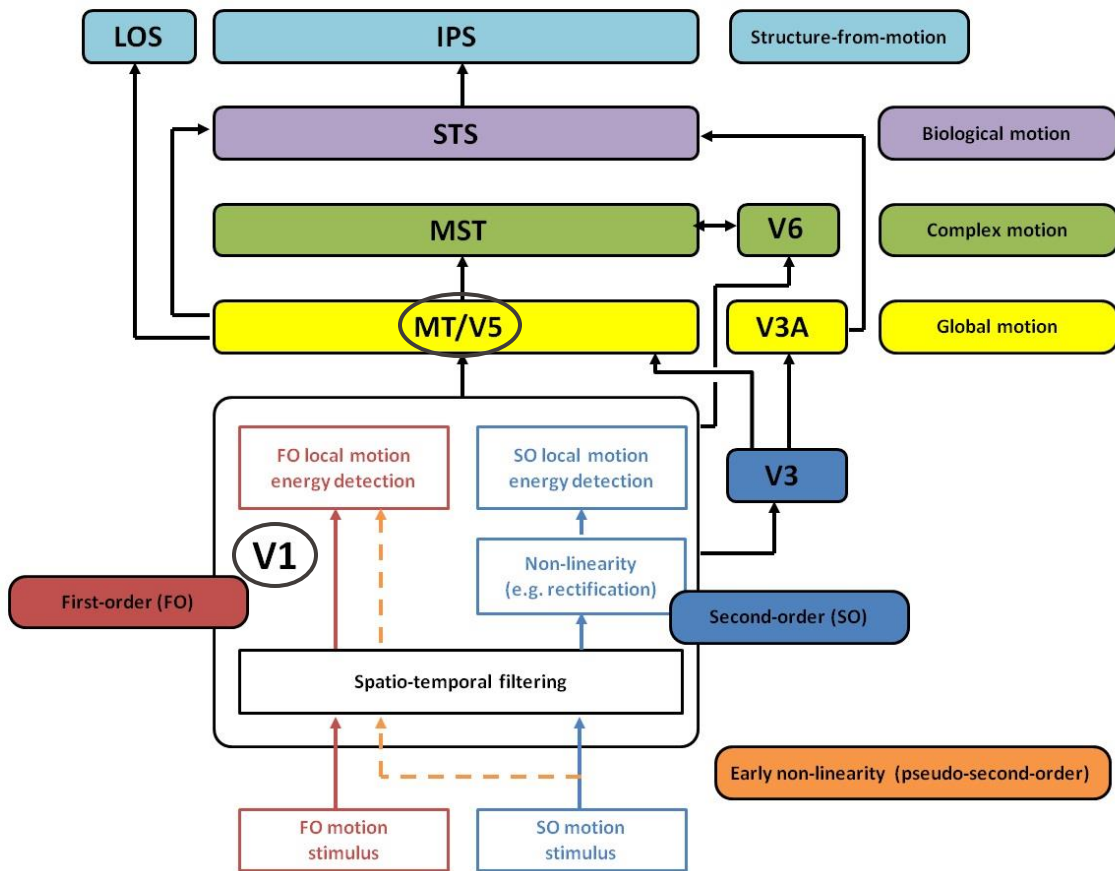 LOS
IPS
Structure-from-motion
STS
Biological motion
MST
V6
Complex motion
MT/V5
V3A
Global motion
FO local motion
energy detection
SO local motion
energy detection
V3
V1
Non-linearity
(e.g. rectification)
First-order (FO)
Second-order (SO)
Spatio-temporal filtering
Early non-linearity (pseudo-second-order)
FO motion
stimulus
SO motion
stimulus